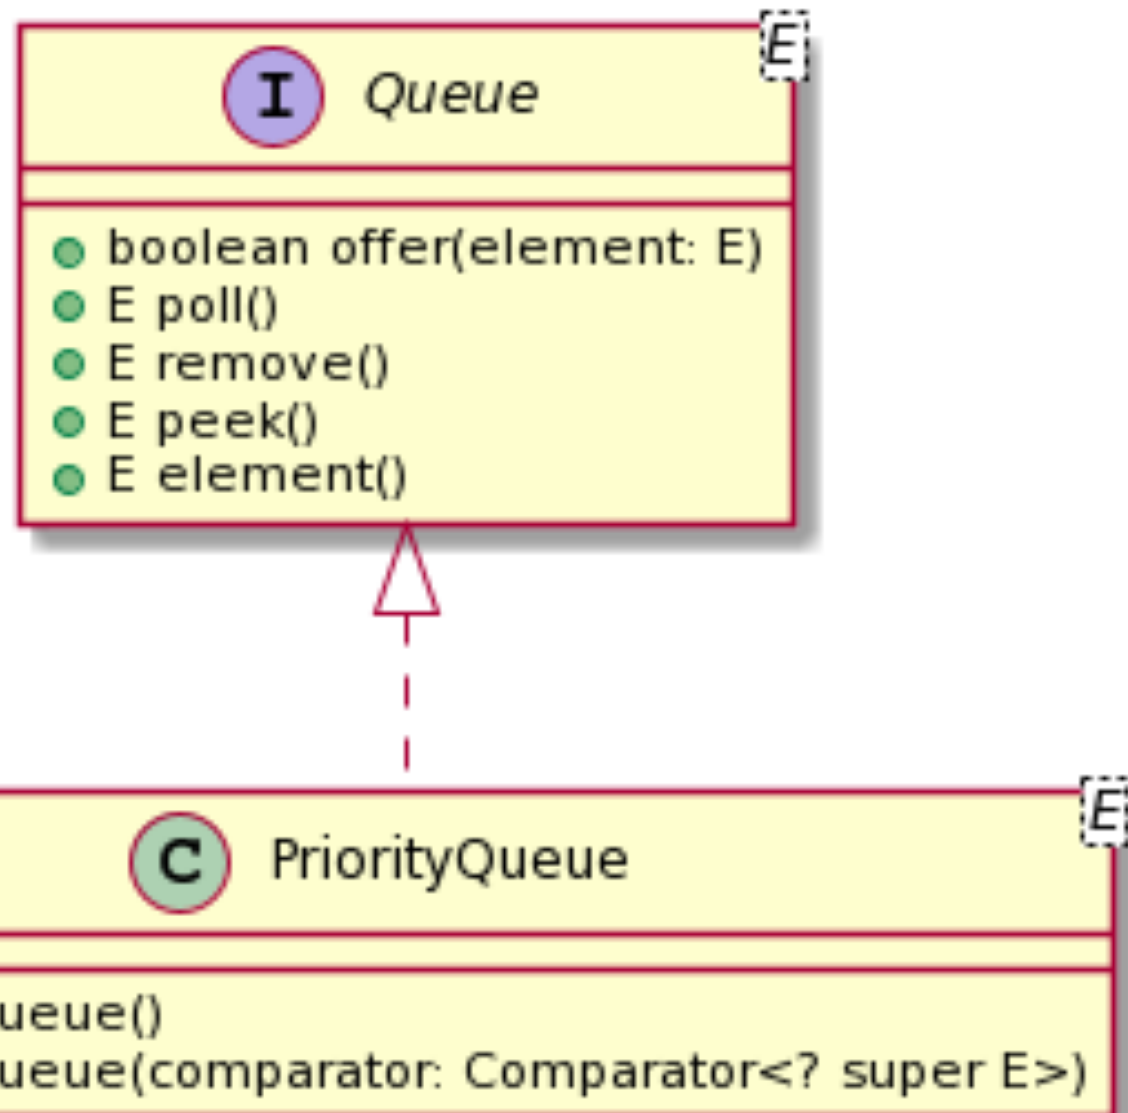 E
I Queue
boolean offer(element: E)
E poll()
E remove()
E peek()
E element()
E
C PriorityQueue
ueue()
ueue(comparator: Comparator<? super E>)